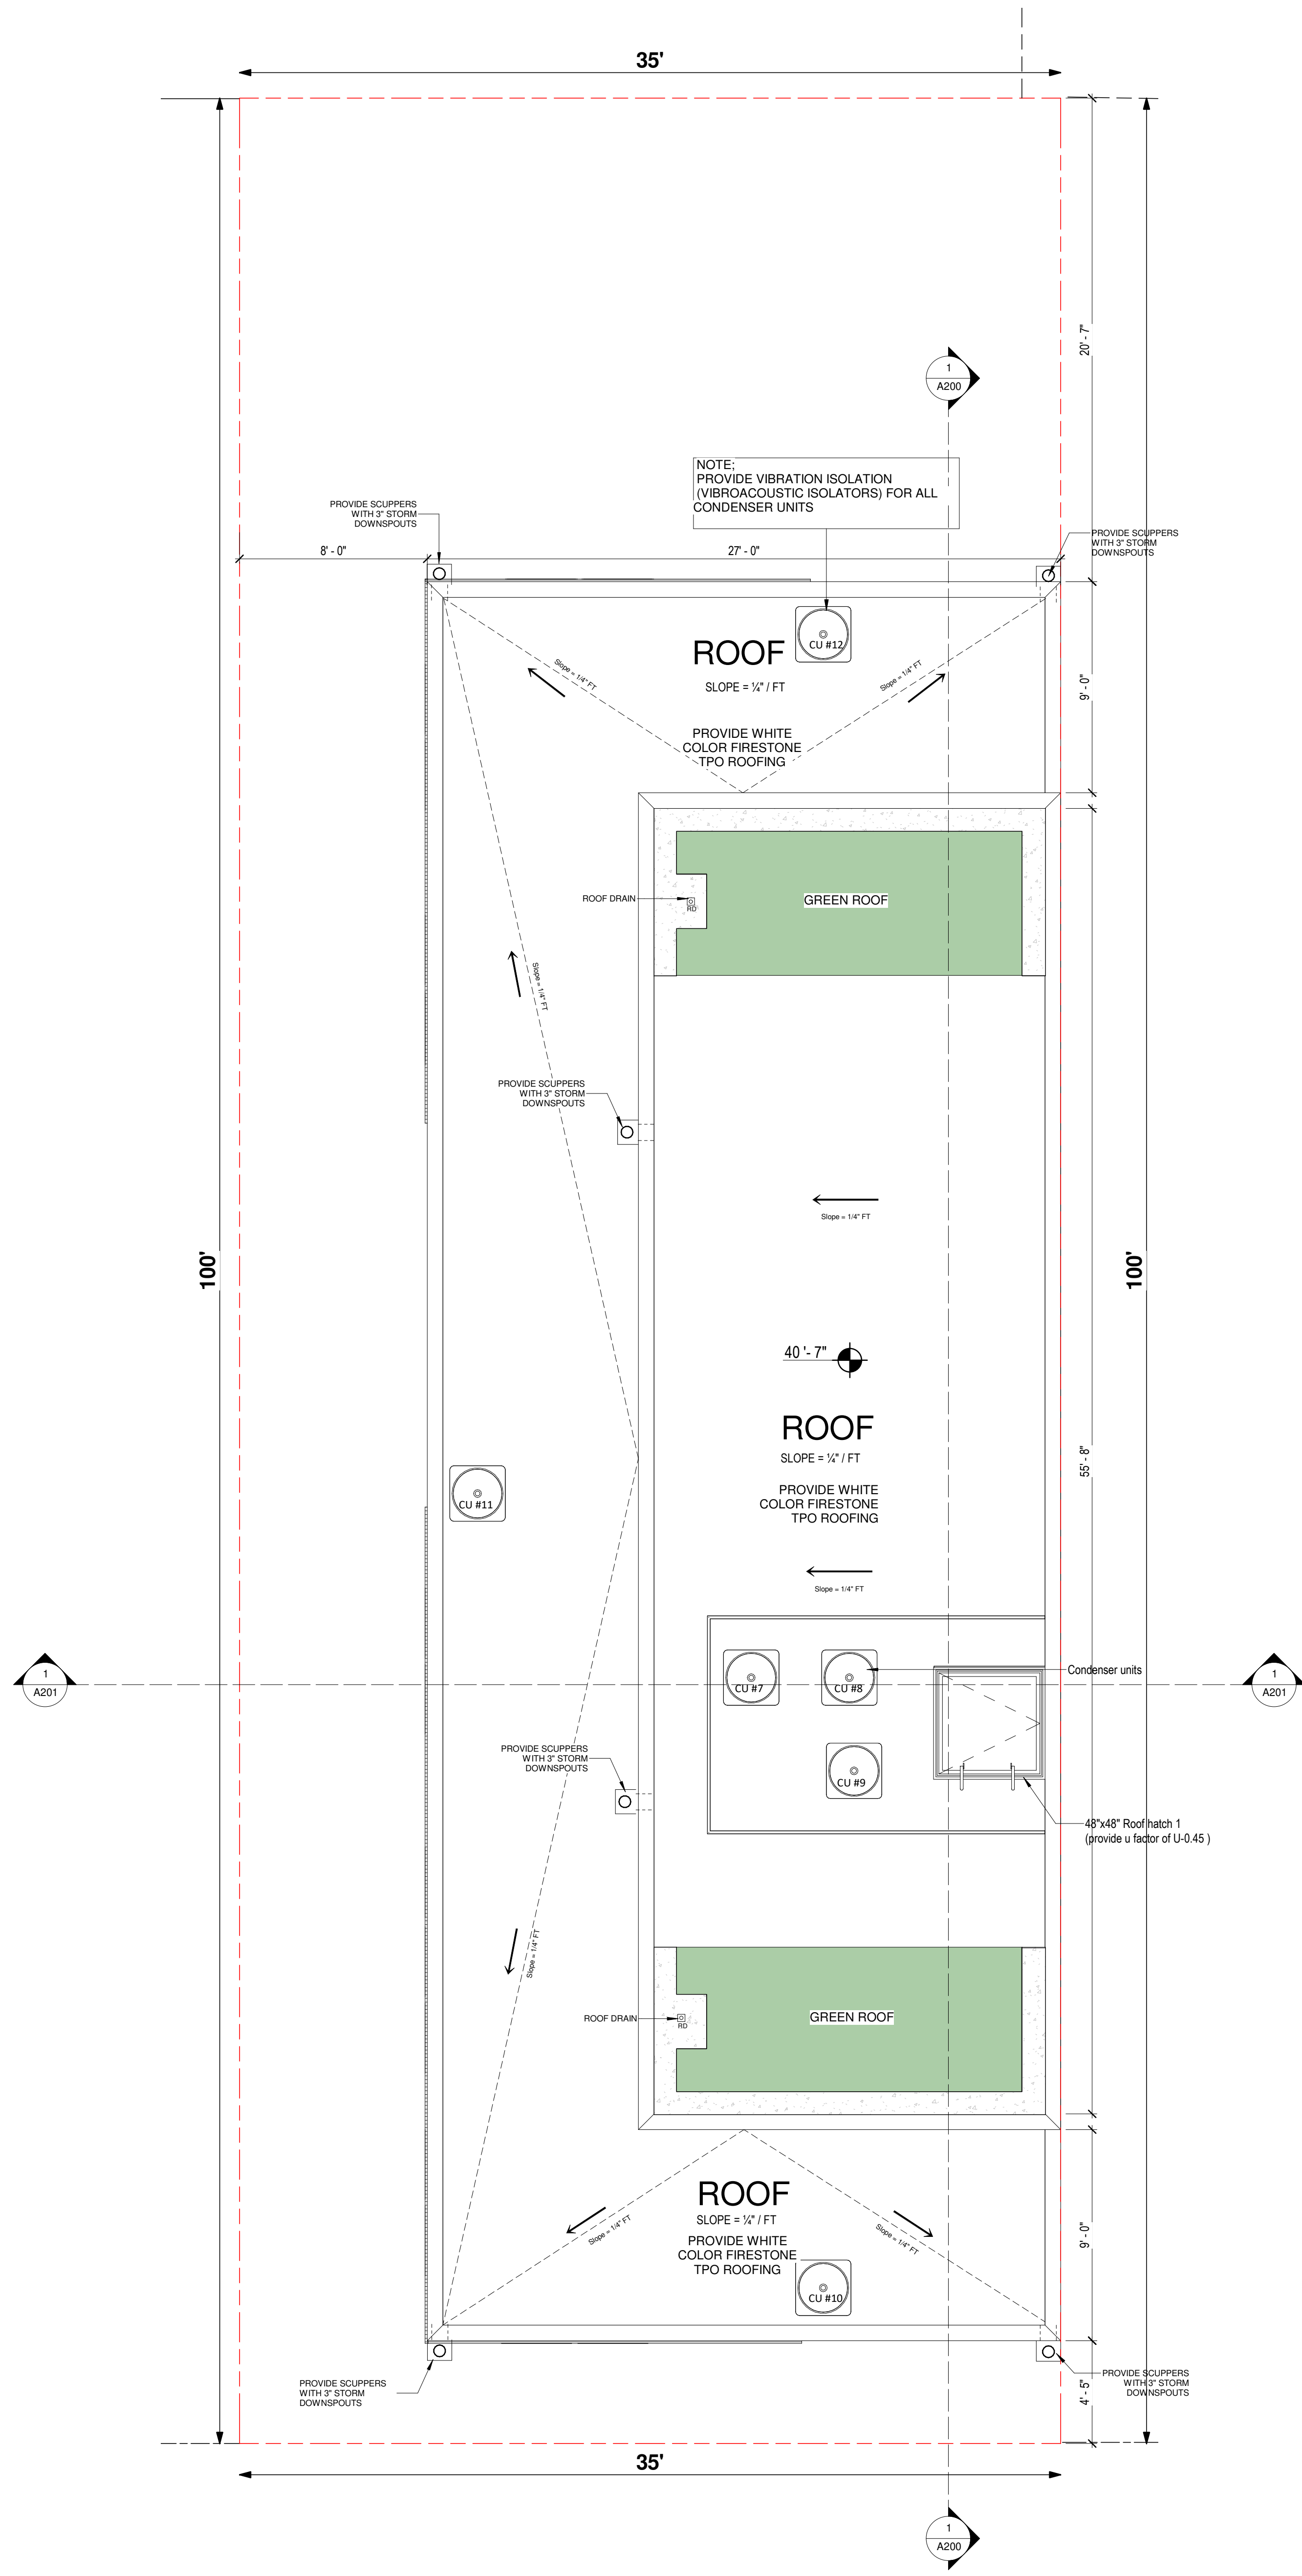 35'
20' - 7"
1
A200
NOTE;
PROVIDE VIBRATION ISOLATION
(VIBROACOUSTIC ISOLATORS) FOR ALL
CONDENSER UNITS
PROVIDE SCUPPERS
WITH 3" STORM
DOWNSPOUTS
PROVIDE SCUPPERS
WITH 3" STORM
DOWNSPOUTS
8' - 0"
27' - 0"
ROOF
CU #12
SLOPE = ¼" / FT
Slope = 1/4" FT
Slope = 1/4" FT
9' - 0"
PROVIDE WHITE
COLOR FIRESTONE
TPO ROOFING
ROOF DRAIN
RD
GREEN ROOF
Slope = 1/4" FT
PROVIDE SCUPPERS
WITH 3" STORM
DOWNSPOUTS
Slope = 1/4" FT
100'
100'
40 '- 7"
ROOF
SLOPE = ¼" / FT
55' - 8"
PROVIDE WHITE
COLOR FIRESTONE
TPO ROOFING
CU #11
Slope = 1/4" FT
1
A201
1
A201
Condenser units
CU #7
CU #8
PROVIDE SCUPPERS
WITH 3" STORM
DOWNSPOUTS
CU #9
48"x48" Roof hatch 1
(provide u factor of U-0.45 )
Slope = 1/4" FT
ROOF DRAIN
RD
GREEN ROOF
ROOF
SLOPE = ¼" / FT
Slope = 1/4" FT
Slope = 1/4" FT
9' - 0"
PROVIDE WHITE
COLOR FIRESTONE
TPO ROOFING
CU #10
PROVIDE SCUPPERS
WITH 3" STORM
DOWNSPOUTS
PROVIDE SCUPPERS
WITH 3" STORM
DOWNSPOUTS
4' - 5"
35'
1
A200